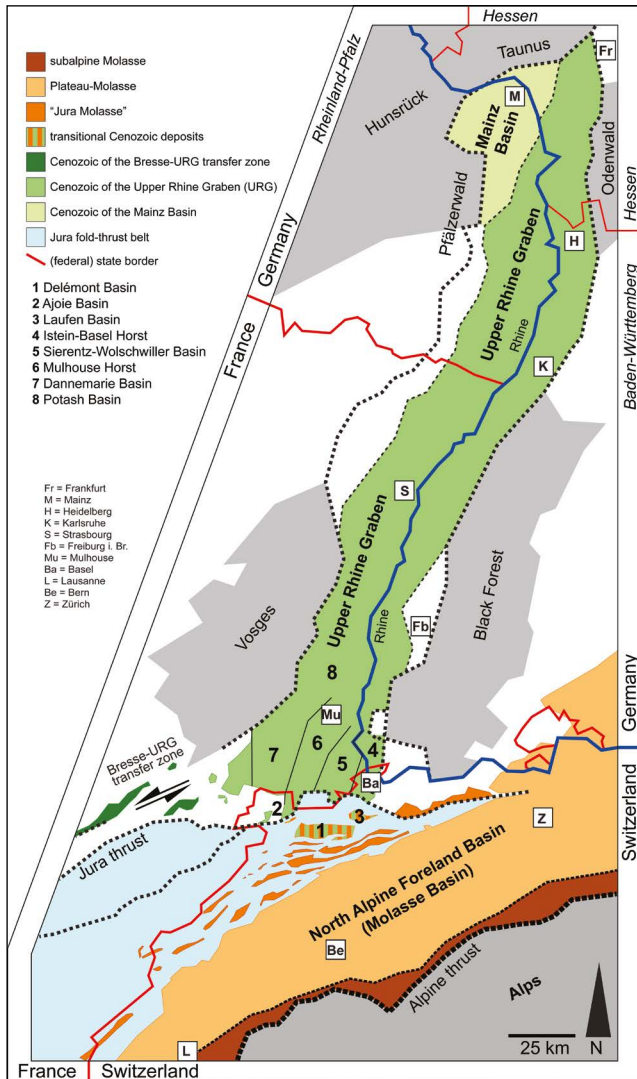 Hessen
Rheinland-Pfalz
Taunus
Fr
Hunsrück
M
Mainz
Basin
Odenwald
Pfälzerwald
Hessen
H
subalpine Molasse
Plateau-Molasse
"Jura Molasse"
transitional Cenozoic deposits
Cenozoic of the Bresse-URG transfer zone
Cenozoic of the Upper Rhine Graben (URG)
Cenozoic of the Mainz Basin
Jura fold-thrust belt
(federal) state border
1 Delémont Basin
2 Ajoie Basin
3 Laufen Basin
4 Istein-Basel Horst
5 Sierentz-Wolschwiller Basin
6 Mulhouse Horst
7 Dannemarie Basin
8 Potash Basin
Germany
France
Upper Rhine Graben
Rhine
Baden-Württemberg
K
Fr = Frankfurt
M = Mainz
H = Heidelberg
K = Karlsruhe
S = Strasbourg
Fb = Freiburg i. Br.
Mu = Mulhouse
Ba = Basel
L = Lausanne
Be = Bern
Z = Zürich
S
Upper Rhine Graben
Vosges
Rhine
Fb
Black Forest
8
Mu
7
6
5
4
Ba
Germany
Switzerland
Bresse-URG
transfer zone
2
3
1
Jura thrust
Z
North Alpine Foreland Basin
(Molasse Basin)
Be
Alpine thrust
Alps
L
25 km
N
France
Switzerland